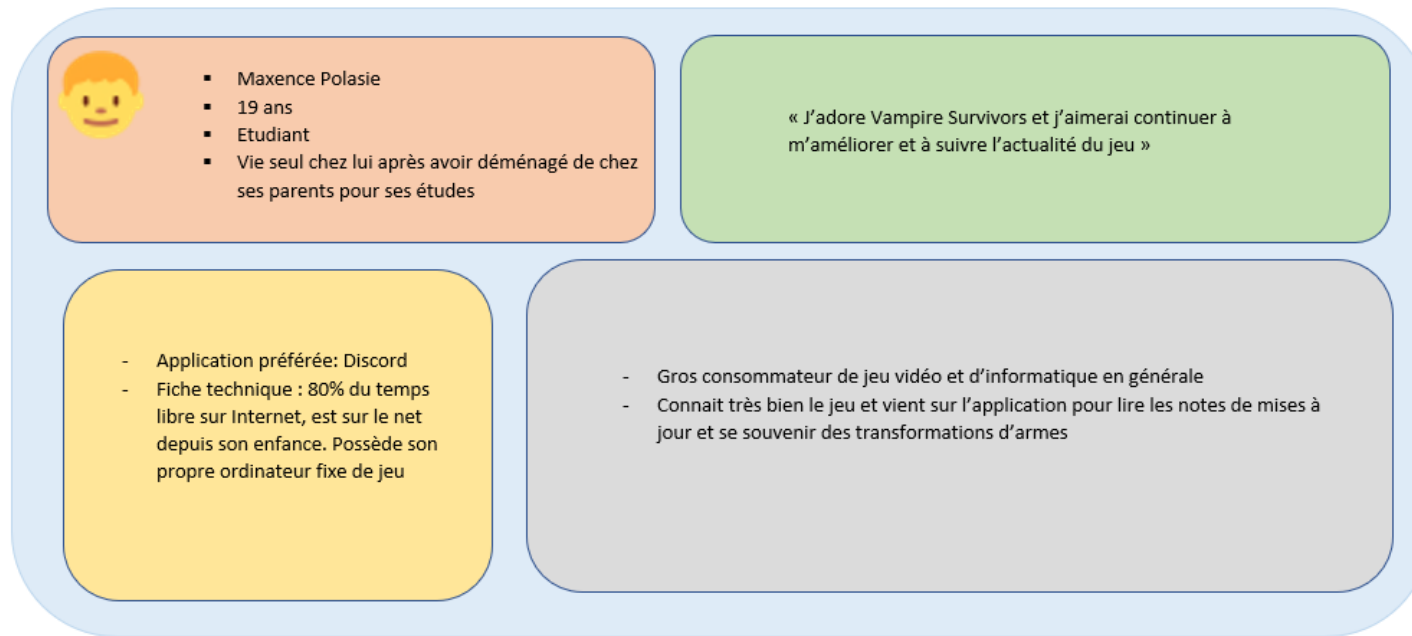 ▪ Maxence Polasie
▪ 19 ans
▪ Etudiant
▪ Vie seul chez lui après avoir déménagé de chez
ses parents pour ses études
« J’adore Vampire Survivors et j’aimerai continuer à
m’améliorer et à suivre l’actualité du jeu »
- Application préférée: Discord
- Fiche technique : 80% du temps
libre sur Internet, est sur le net
depuis son enfance. Possède son
propre ordinateur fixe de jeu
- Gros consommateur de jeu vidéo et d’informatique en générale
- Connait très bien le jeu et vient sur l’application pour lire les notes de mises à
jour et se souvenir des transformations d’armes